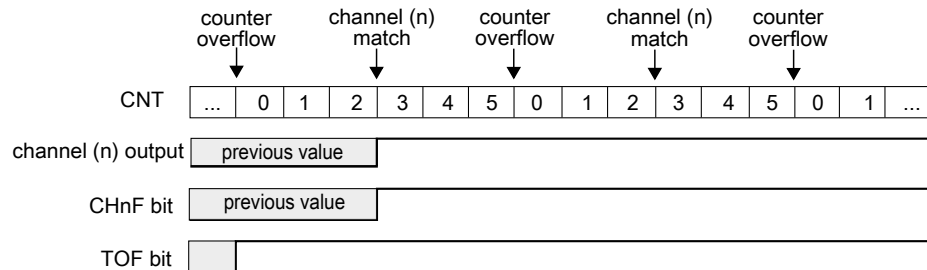 counter overflow
channel (n) match
counter overflow
channel (n) match
counter overflow
CNT ... 0 1 2 3 4 5 0 1 2 3 4 5 0 1 ...
channel (n) output previous value
CHnF bit previous value
TOF bit